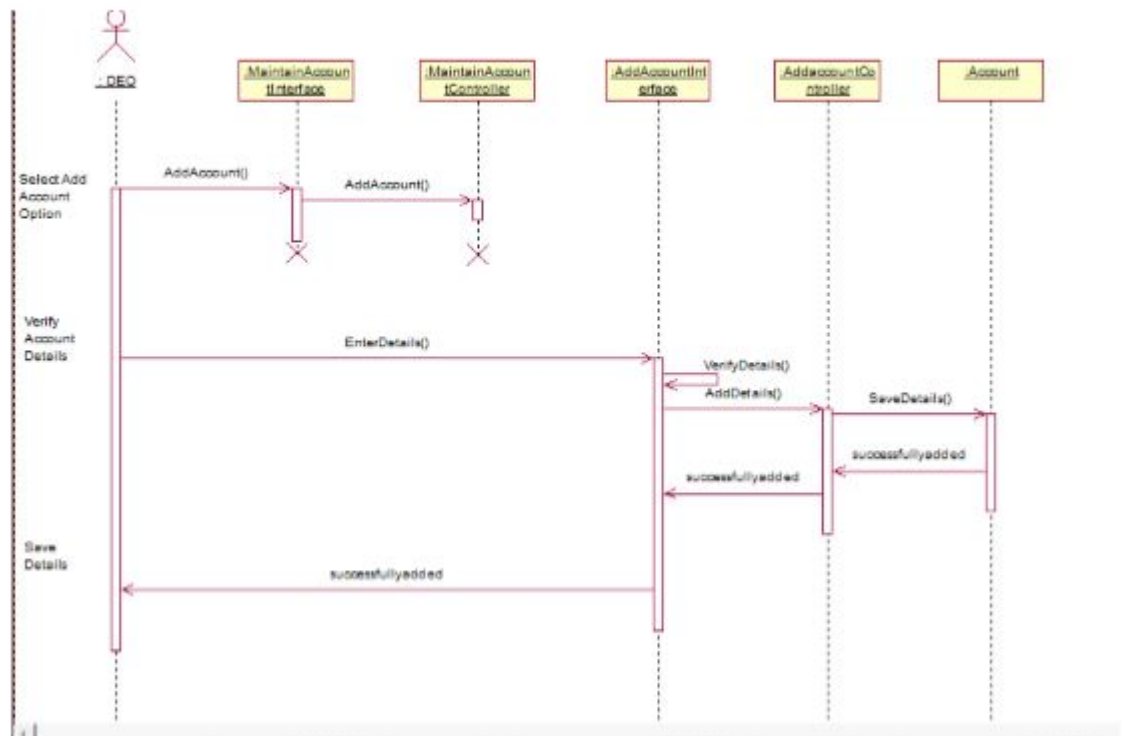 : DEO
:MaintainAccoun
tInterface
:MaintainAccoun
tController
:AddAccountInt
erface
:AddaccountCo
ntroller
:Account
Select Add
Account
Option
AddAccount()
AddAccount()
Verify
Account
Details
EnterDetails()
VerifyDetails()
AddDetails()
SaveDetails()
successfullyadded
successfullyadded
Save
Details
successfullyadded